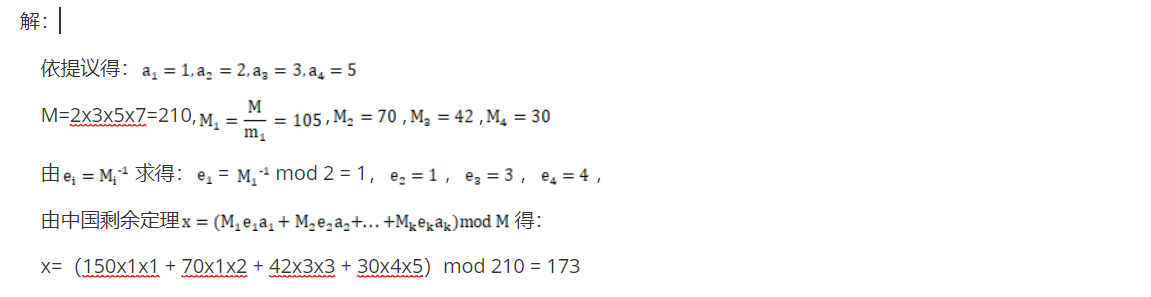 解：
依提议得：a₁ = 1, a₂ = 2, a₃ = 3, a₄ = 5
M=2x3x5x7=210, M₁ = M/m₁ = 105 , M₂ = 70 , M₃ = 42 , M₄ = 30
由 eᵢ = Mᵢ⁻¹ 求得：e₁ = M₁⁻¹ mod 2 = 1， e₂ = 1 ， e₃ = 3 ， e₄ = 4 ，
由中国剩余定理 x = (M₁e₁a₁ + M₂e₂a₂+…+Mₖeₖaₖ)mod M 得：
x=（150x1x1 + 70x1x2 + 42x3x3 + 30x4x5）mod 210 = 173